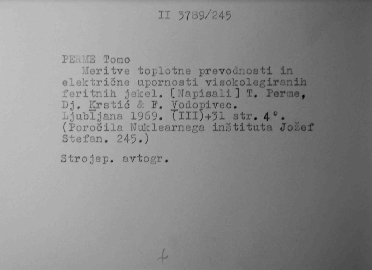 II 5789/245
PERME Tomo
Meritve toplotne prevodnosti in
električne upornosti visokolegiranih
feritnih jekel. [Napisali] T. Perme,
Dj. Krstić & F. Vodopivec.
Ljubljana 1969. (III)+31 str. 4°.
(Poročila Nuklearnega inštituta Jožef
Stefan. 245.)
Strojep. avtogr.